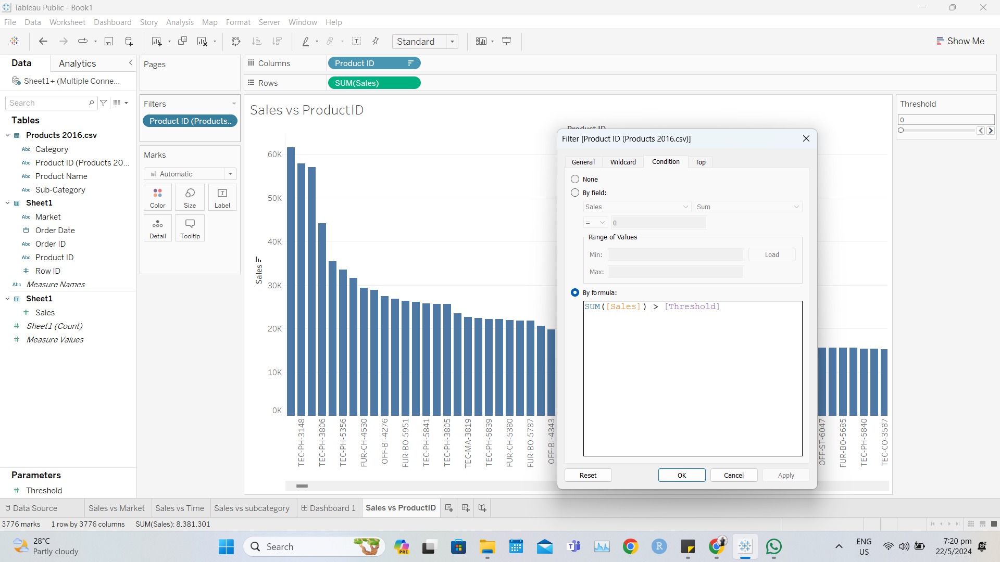 Tableau Public - Book1
File Data Worksheet Dashboard Story Analysis Map Format Server Window Help
Standard
Show Me
Data Analytics
Sheet1+ (Multiple Conne...
Search
Tables
Products 2016.csv
Abc Category
Abc Product ID (Products 20...
Abc Product Name
Abc Sub-Category
Sheet1
Abc Market
Order Date
Abc Order ID
Abc Product ID
# Row ID
Abc Measure Names
Sheet1
# Sales
# Sheet1 (Count)
# Measure Values
Parameters
# Threshold
Pages
Filters
Product ID (Products..
Marks
Automatic
Color Size Label
Detail Tooltip
Columns Product ID
Rows SUM(Sales)
Sales vs ProductID
Product ID
60K
50K
40K
30K
20K
10K
0K
Sales
TEC-PH-3148
TEC-PH-3806
TEC-PH-5356
FUR-CH-4530
OFF-BI-4276
FUR-BO-5951
TEC-PH-5841
TEC-PH-3805
TEC-MA-3819
TEC-PH-5839
FUR-CH-5380
FUR-BO-5787
OFF-BI-4343
OFF-ST-6047
FUR-BO-5685
TEC-PH-5840
TEC-CO-3587
Filter [Product ID (Products 2016.csv)]
General Wildcard Condition Top
None
By field:
Sales Sum
= 0
Range of Values
Min: Load
Max:
By formula:
SUM([Sales]) > [Threshold]
Reset OK Cancel Apply
Threshold
0
Data Source Sales vs Market Sales vs Time Sales vs subcategory Dashboard 1 Sales vs ProductID
3776 marks 1 row by 3776 columns SUM(Sales): 8,381,301
28°C
Partly cloudy
Search
PRE
R
ENG
US
7:20 pm
22/5/2024